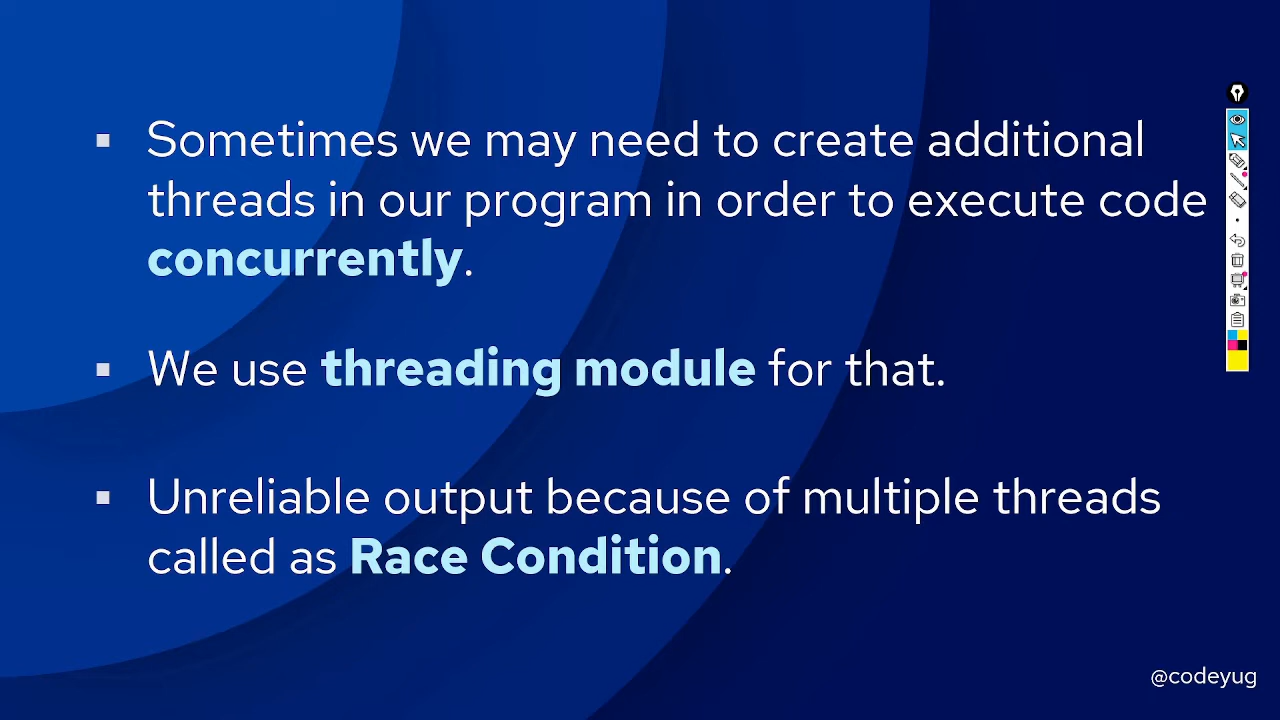 Sometimes we may need to create additional
threads in our program in order to execute code
concurrently.
We use threading module for that.
Unreliable output because of multiple threads
called as Race Condition.
@codeyug